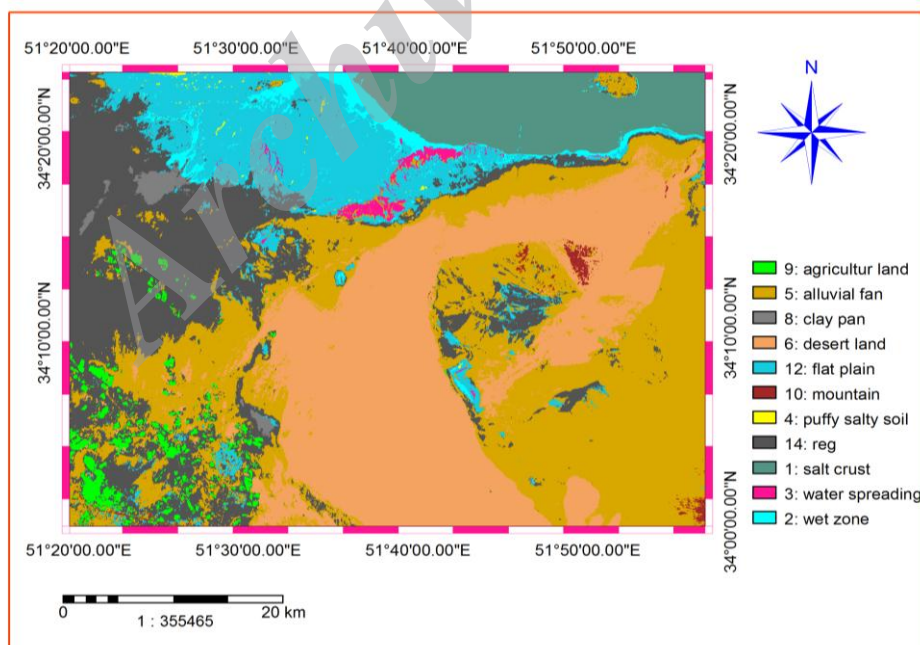 51°20'00.00"E 51°30'00.00"E 51°40'00.00"E 51°50'00.00"E
34°20'00.00"N 34°20'00.00"N
34°10'00.00"N 34°10'00.00"N
34°00'00.00"N
51°20'00.00"E 51°30'00.00"E 51°40'00.00"E 51°50'00.00"E
N
9: agricultur land
5: alluvial fan
8: clay pan
6: desert land
12: flat plain
10: mountain
4: puffy salty soil
14: reg
1: salt crust
3: water spreading
2: wet zone
0 20 km
1 : 355465